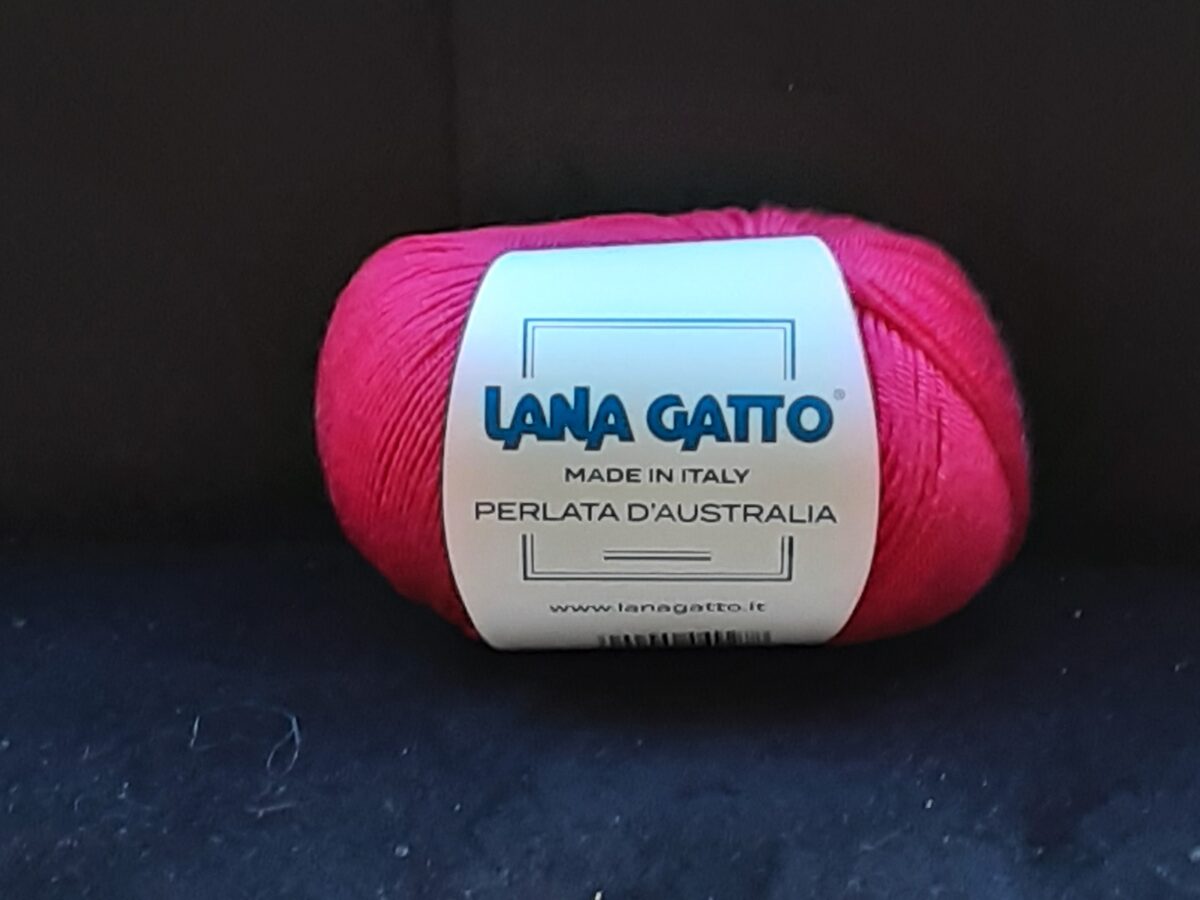 LANA GATTO®
MADE IN ITALY
PERLATA D'AUSTRALIA
www.lanagatto.it